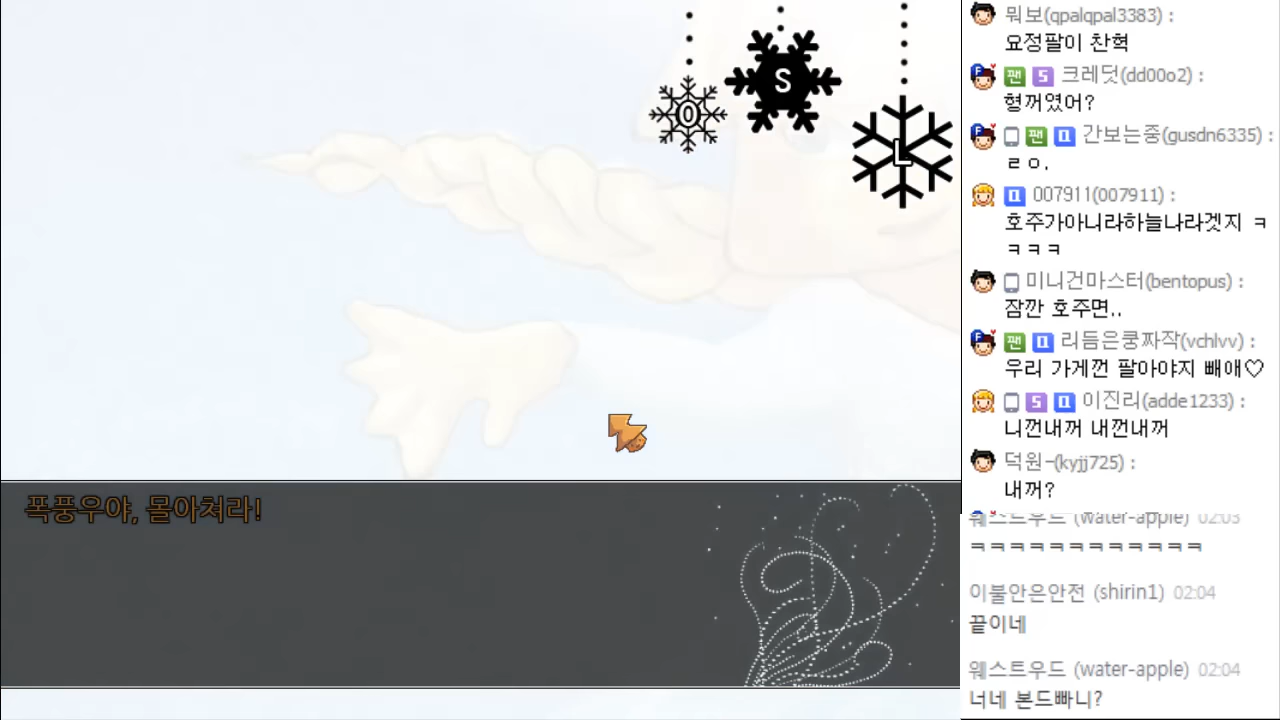 O
S
L
폭풍우야, 몰아쳐라!
뭐보(qpalqpal3383) :
요정팔이 찬혁
팬 S 크레덧(dd00o2) :
형꺼였어?
팬 간보는중(gusdn6335) :
ㄹㅇ.
007911(007911) :
호주가아니라하늘나라겟지 ㅋ
ㅋㅋㅋ
미니건마스터(bentopus) :
잠깐 호주면..
팬 리듬은쿵짜작(vchlvv) :
우리 가게껀 팔아야지 빼애♡
S 이진리(adde1233) :
니껀내꺼 내껀내꺼
덕원-(kyjj725) :
내꺼?
웨스트우드 (water-apple) 02:03
ㅋㅋㅋㅋㅋㅋㅋㅋㅋㅋㅋㅋ
이불안은안전 (shirin1) 02:04
끝이네
웨스트우드 (water-apple) 02:04
너네 본드빠니?